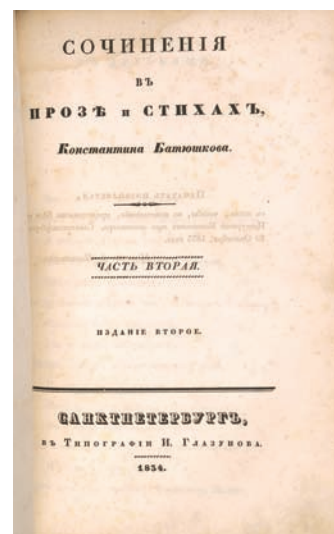 СОЧИНЕНІЯ
ВЪ
ПРОЗѢ и СТИХАХЪ,
Константина Батюшкова.
ЧАСТЬ ВТОРАЯ.
ИЗДАНІЕ ВТОРОЕ.
САНКТПЕТЕРБУРГЪ,
въ Типографіи И. Глазунова.
1834.